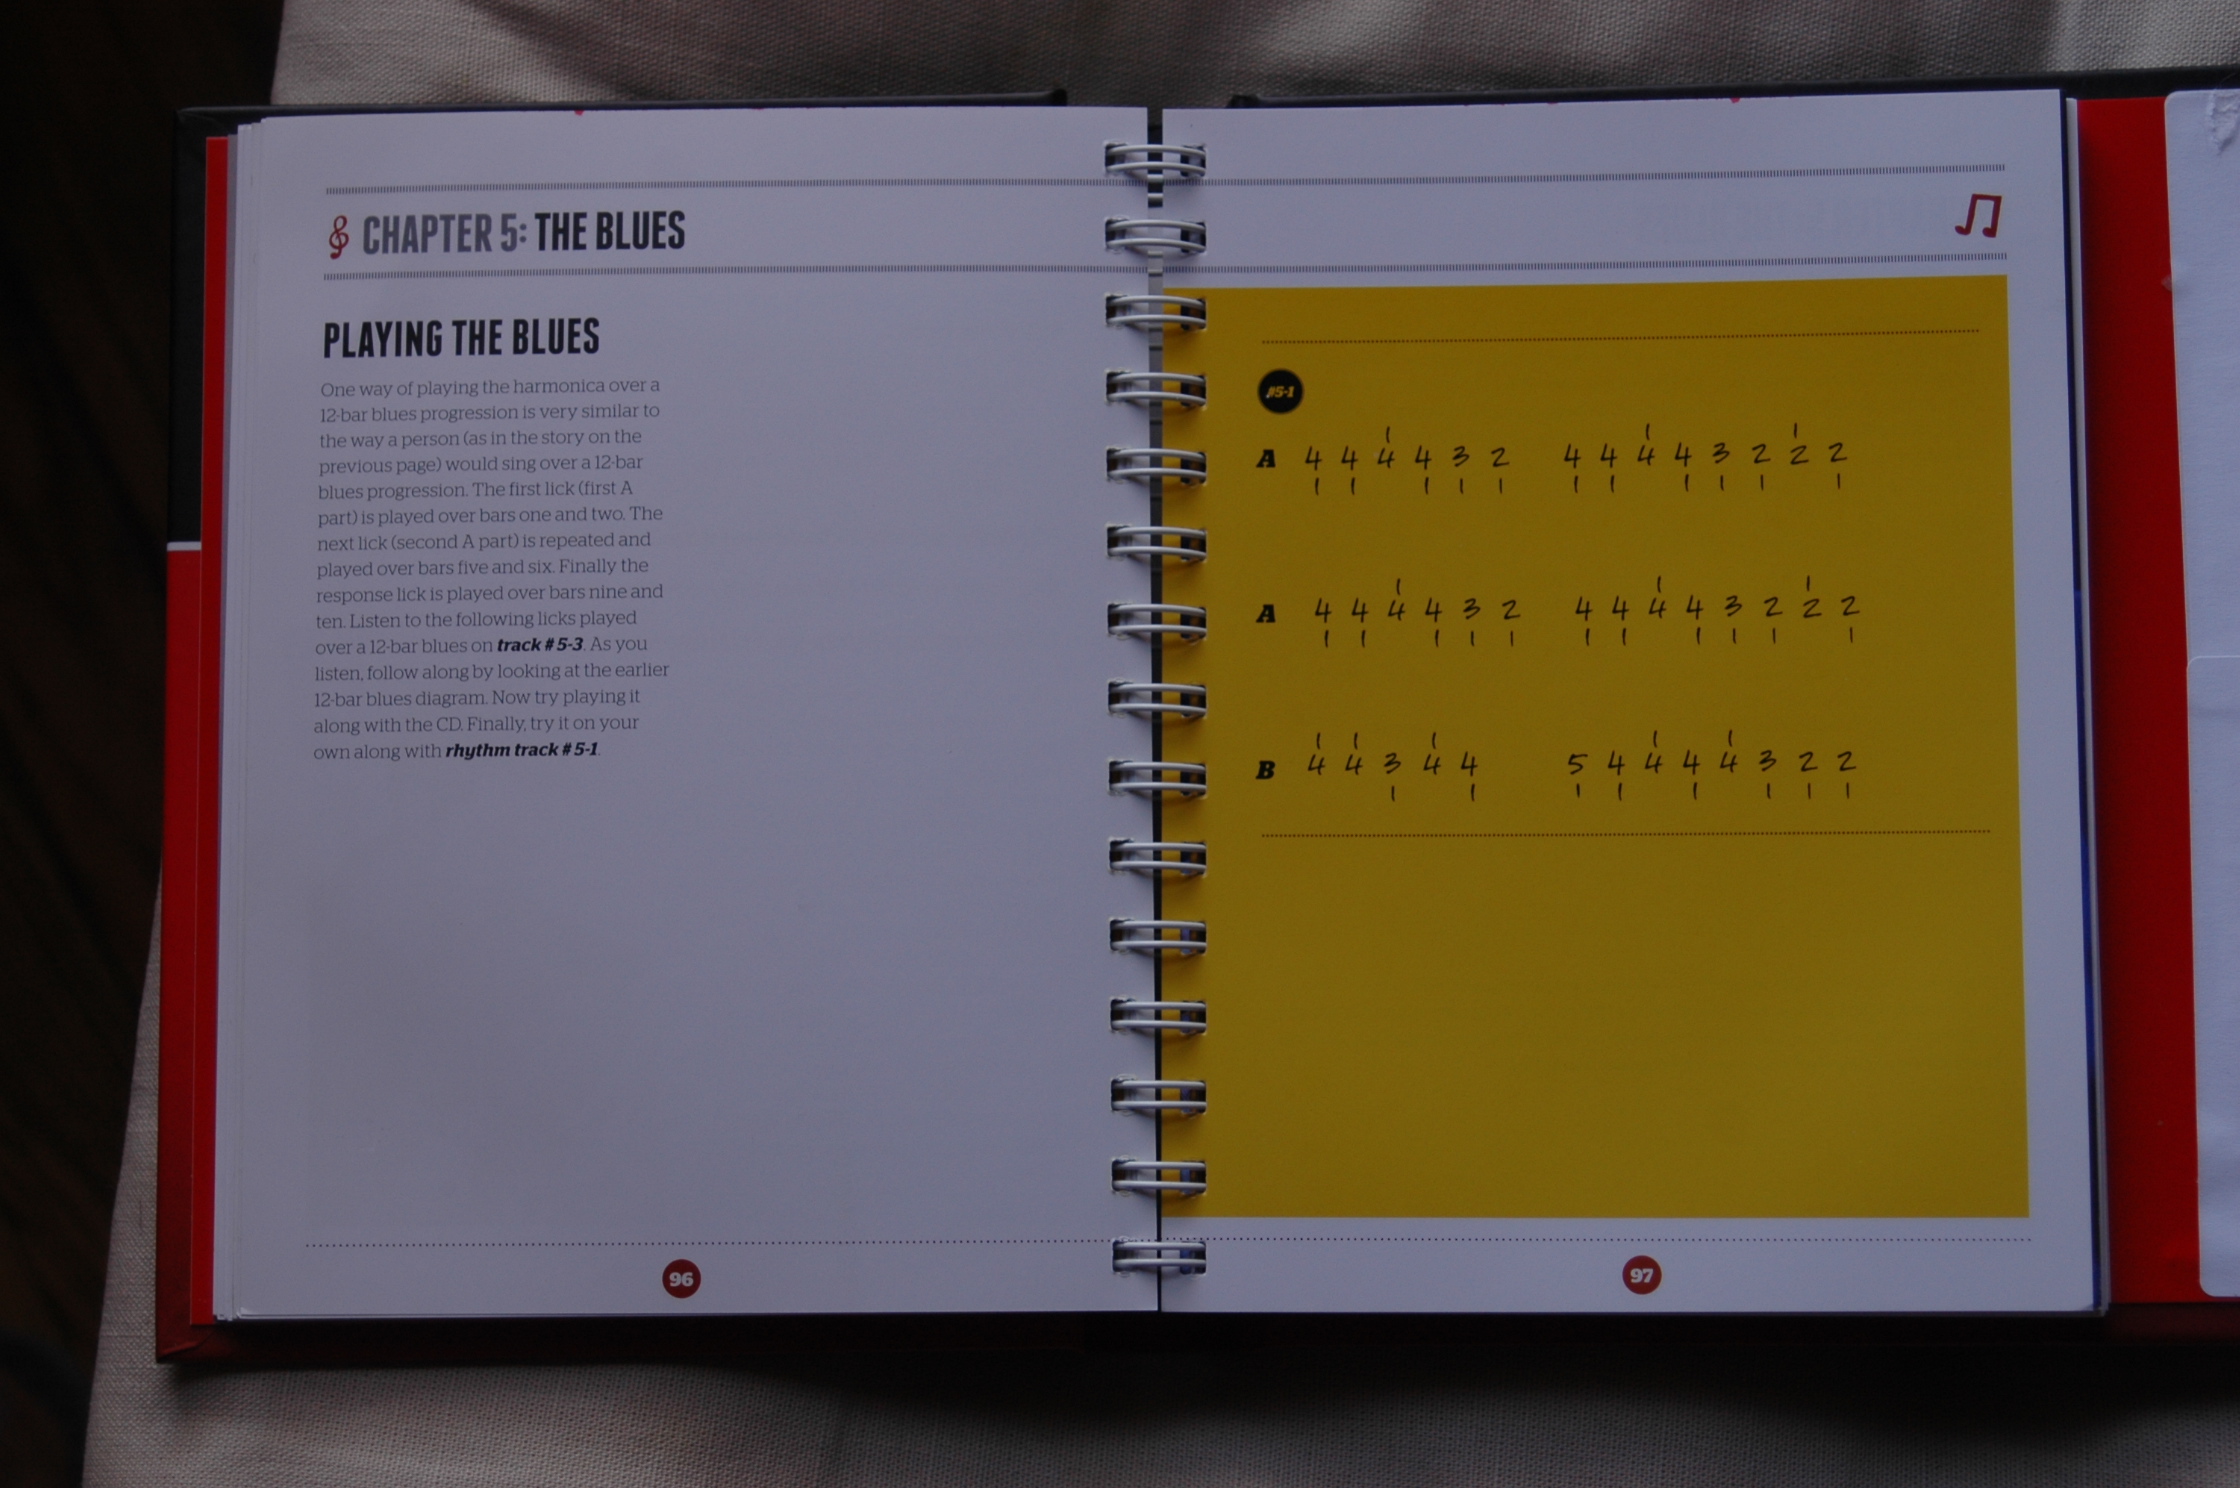 CHAPTER 5: THE BLUES
PLAYING THE BLUES
One way of playing the harmonica over a
12-bar blues progression is very similar to
the way a person (as in the story on the
previous page) would sing over a 12-bar
blues progression. The first lick (first A
part) is played over bars one and two. The
next lick (second A part) is repeated and
played over bars five and six. Finally the
response lick is played over bars nine and
ten. Listen to the following licks played
over a 12-bar blues on track #5-3. As you
listen, follow along by looking at the earlier
12-bar blues diagram. Now try playing it
along with the CD. Finally, try it on your
own along with rhythm track #5-1.
96
#5-1
A 4 4 4 4 3 2 4 4 4 4 3 2 2 2
A 4 4 4 4 3 2 4 4 4 4 3 2 2 2
B 4 4 3 4 4 5 4 4 4 4 3 2 2
97